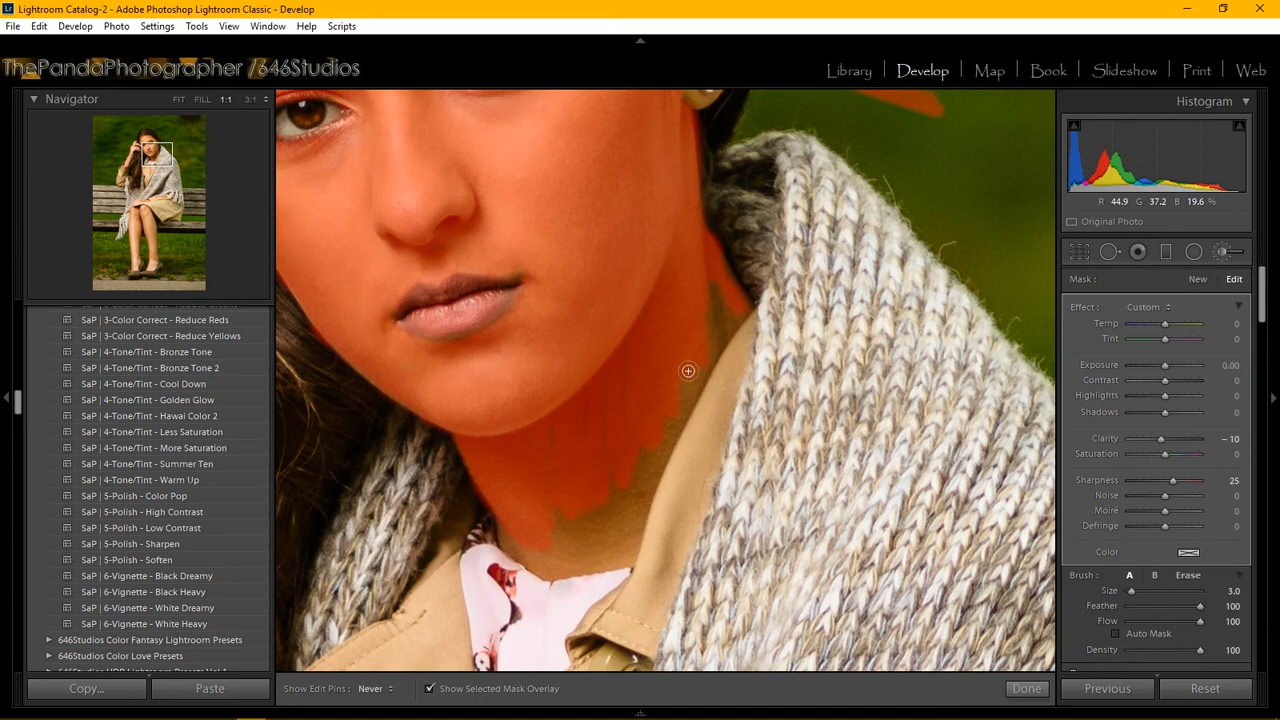 Lightroom Catalog-2 - Adobe Photoshop Lightroom Classic - Develop
File Edit Develop Photo Settings Tools View Window Help Scripts
ThePandaPhotographer /646Studios
Library Develop Map Book Slideshow Print Web
Navigator FIT FILL 1:1 3:1
Histogram
R 44.9 G 37.2 B 19.6 %
Original Photo
Mask : New Edit
Effect : Custom
Temp 0
Tint 0
Exposure 0.00
Contrast 0
Highlights 0
Shadows 0
Clarity – 10
Saturation 0
Sharpness 25
Noise 0
Moiré 0
Defringe 0
Color
Brush : A B Erase
Size 3.0
Feather 100
Flow 100
Auto Mask
Density 100
SaP | 3-Color Correct - Reduce Reds
SaP | 3-Color Correct - Reduce Yellows
SaP | 4-Tone/Tint - Bronze Tone
SaP | 4-Tone/Tint - Bronze Tone 2
SaP | 4-Tone/Tint - Cool Down
SaP | 4-Tone/Tint - Golden Glow
SaP | 4-Tone/Tint - Hawai Color 2
SaP | 4-Tone/Tint - Less Saturation
SaP | 4-Tone/Tint - More Saturation
SaP | 4-Tone/Tint - Summer Ten
SaP | 4-Tone/Tint - Warm Up
SaP | 5-Polish - Color Pop
SaP | 5-Polish - High Contrast
SaP | 5-Polish - Low Contrast
SaP | 5-Polish - Sharpen
SaP | 5-Polish - Soften
SaP | 6-Vignette - Black Dreamy
SaP | 6-Vignette - Black Heavy
SaP | 6-Vignette - White Dreamy
SaP | 6-Vignette - White Heavy
646Studios Color Fantasy Lightroom Presets
646Studios Color Love Presets
Copy... Paste
Show Edit Pins : Never Show Selected Mask Overlay Done
Previous Reset